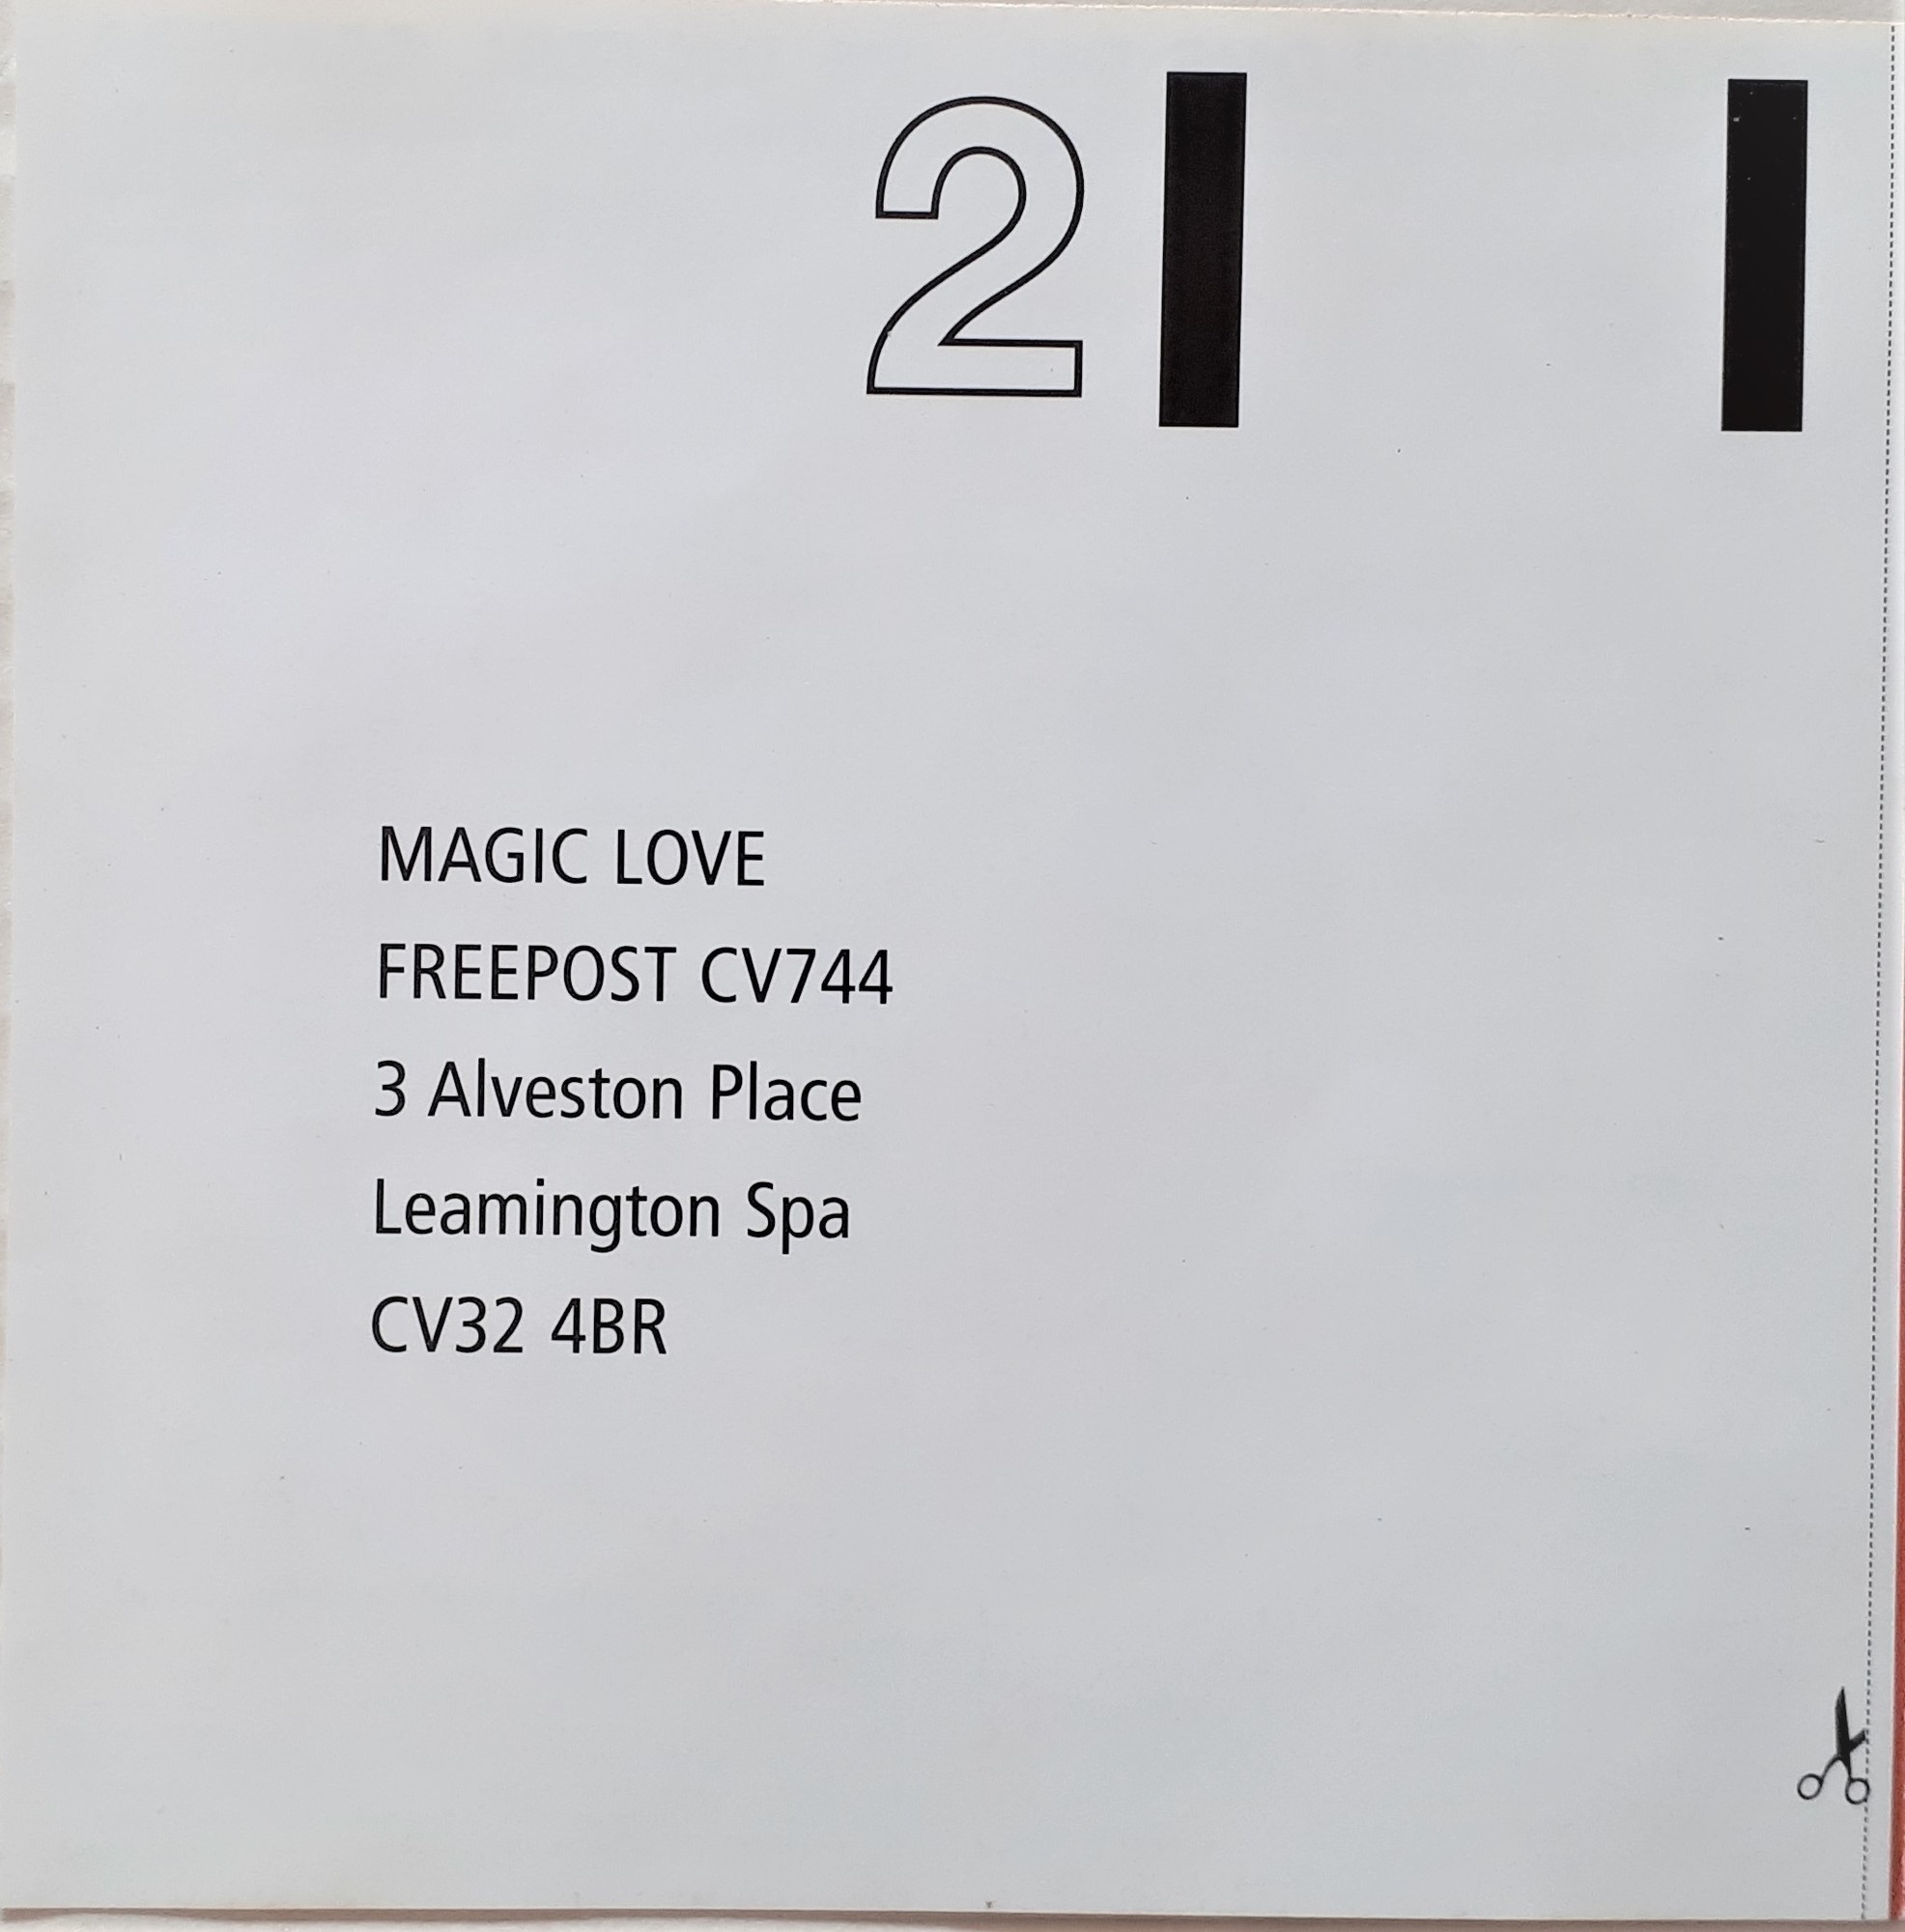 2
MAGIC LOVE
FREEPOST CV744
3 Alveston Place
Leamington Spa
CV32 4BR